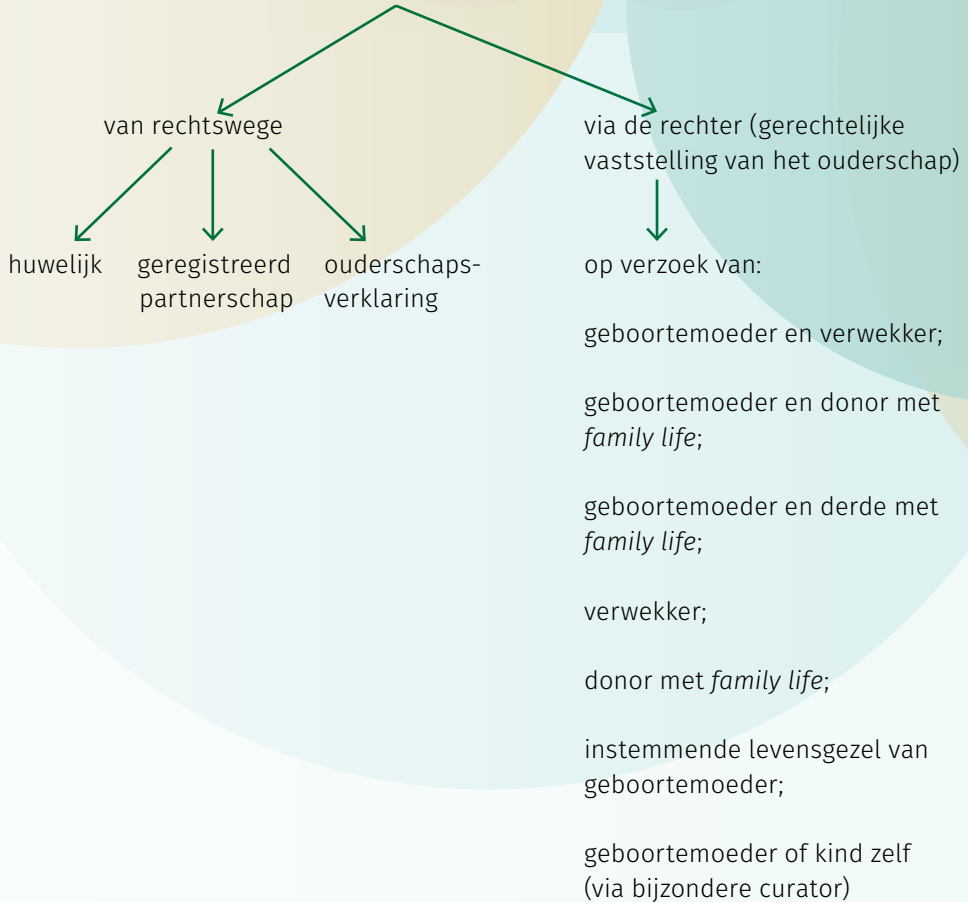 van rechtswege
huwelijk
geregistreerd
partnerschap
ouderschaps-
verklaring
via de rechter (gerechtelijke
vaststelling van het ouderschap)
op verzoek van:
geboortemoeder en verwekker;
geboortemoeder en donor met
family life;
geboortemoeder en derde met
family life;
verwekker;
donor met family life;
instemmende levensgezel van
geboortemoeder;
geboortemoeder of kind zelf
(via bijzondere curator)